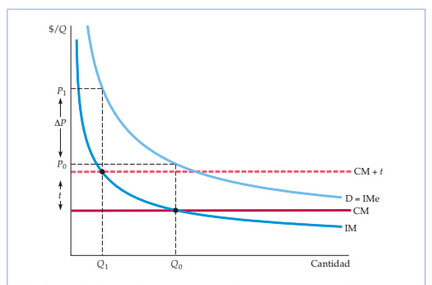 $/Q
P1
ΔP
P0
CM + t
t
D = IMe
CM
IM
Q1
Q0
Cantidad